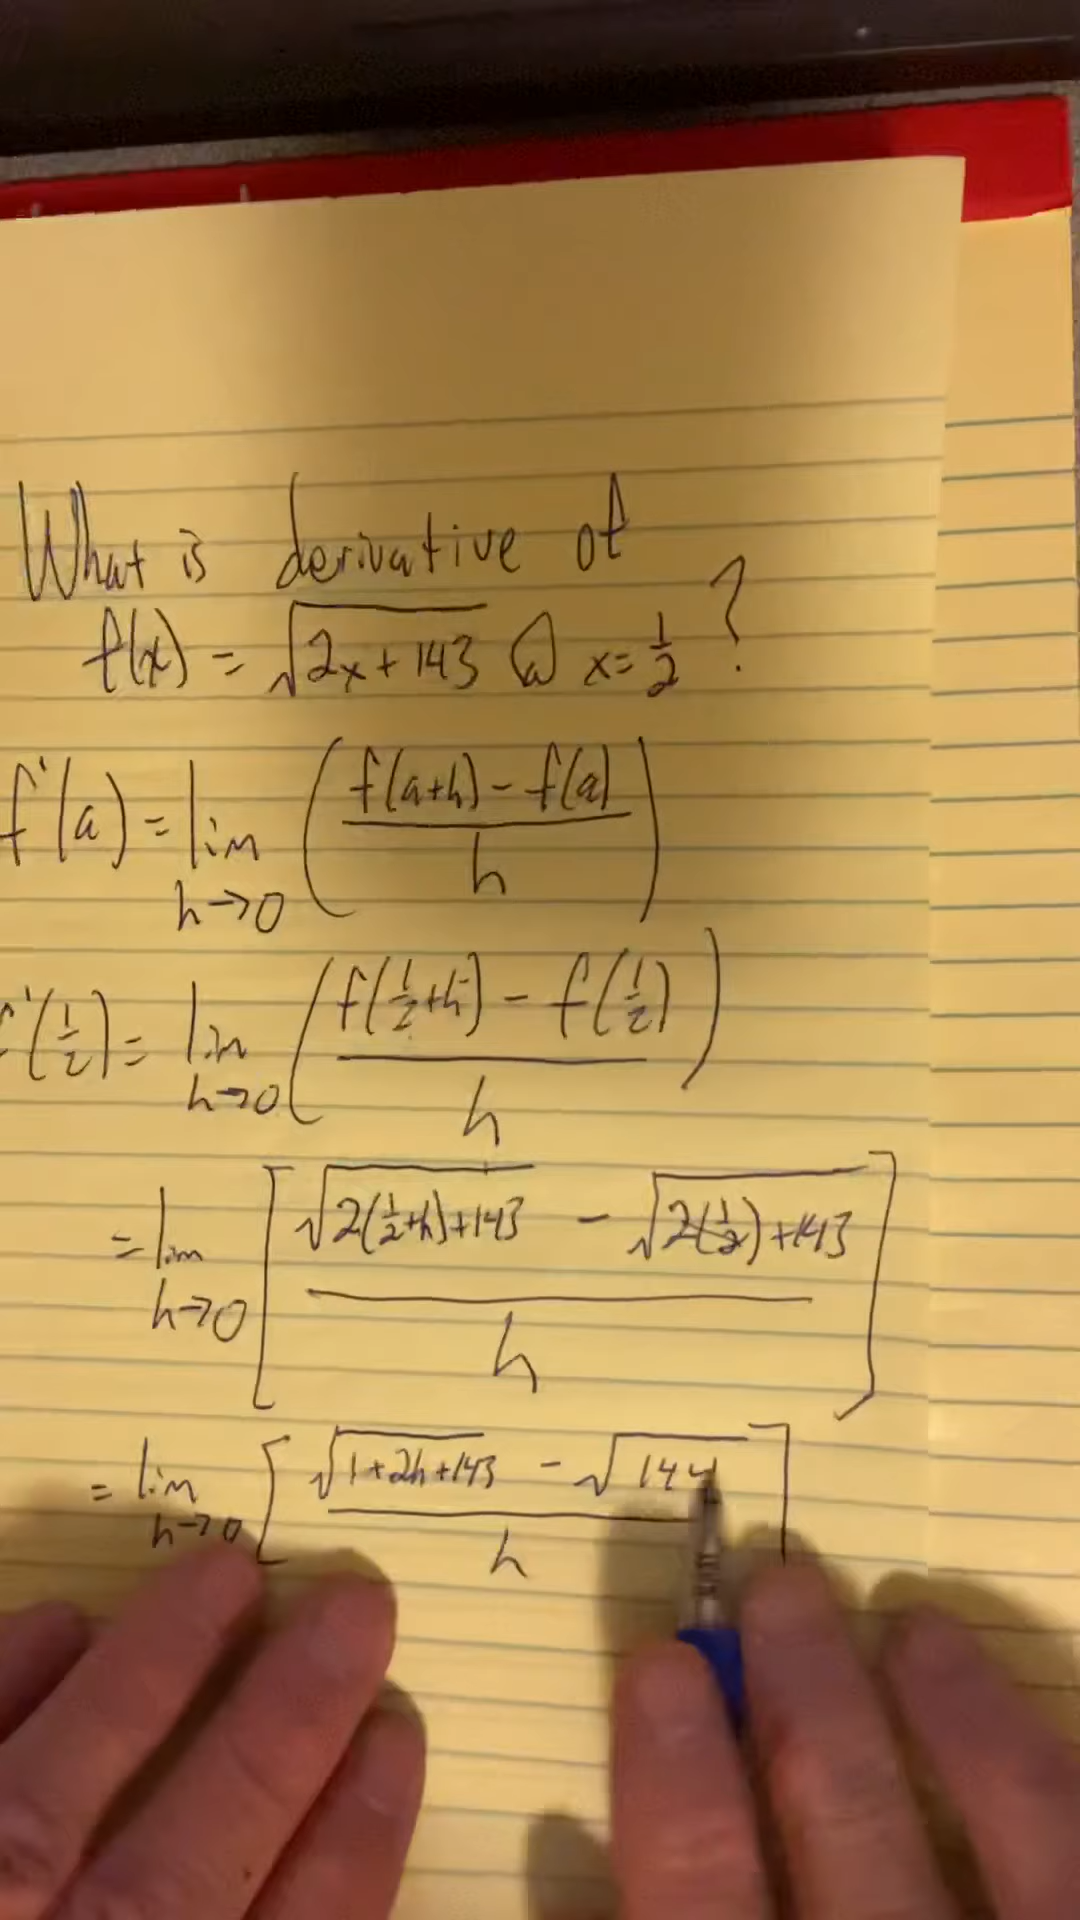 What is derivative of
f(x) = √(2x+143) @ x = 1/2 ?
f'(a) = lim h→0 ( (f(a+h) - f(a)) / h )
f'(1/2) = lim h→0 ( (f(1/2+h) - f(1/2)) / h )
= lim h→0 [ (√(2(1/2+h)+143) - √(2(1/2)+143)) / h ]
= lim h→0 [ (√(1+2h+143) - √144) / h ]